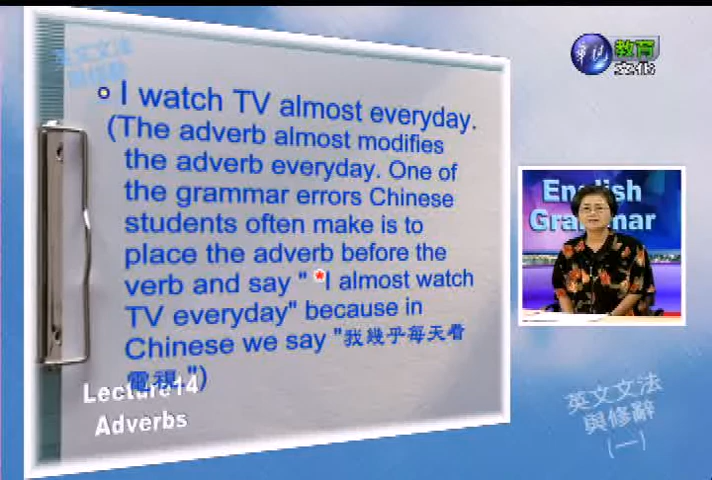 英文文法
與修辭
I watch TV almost everyday.
(The adverb almost modifies
the adverb everyday. One of
the grammar errors Chinese
students often make is to
place the adverb before the
verb and say "*I almost watch
TV everyday" because in
Chinese we say "我幾乎每天看
電視.")
Lecture14
Adverbs
華視
教育
文化
English
Grammar
英文文法
與修辭
(一)